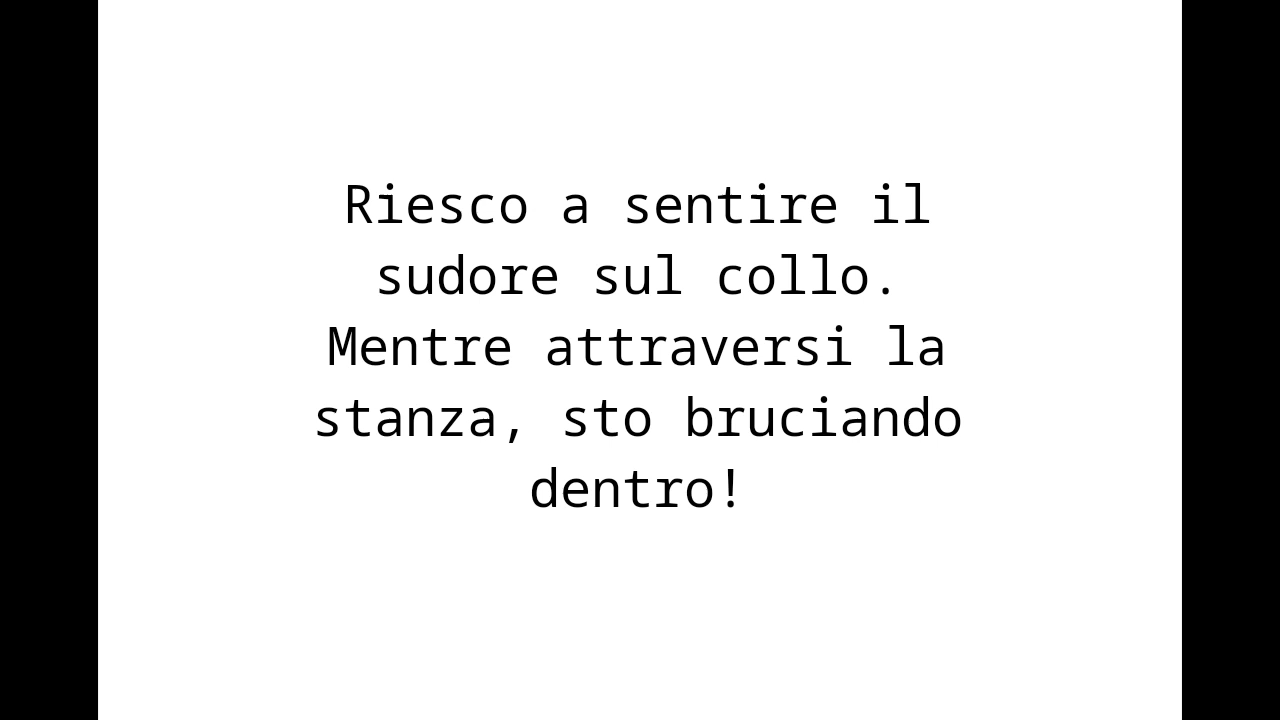 Riesco a sentire il
sudore sul collo.
Mentre attraversi la
stanza, sto bruciando
dentro!